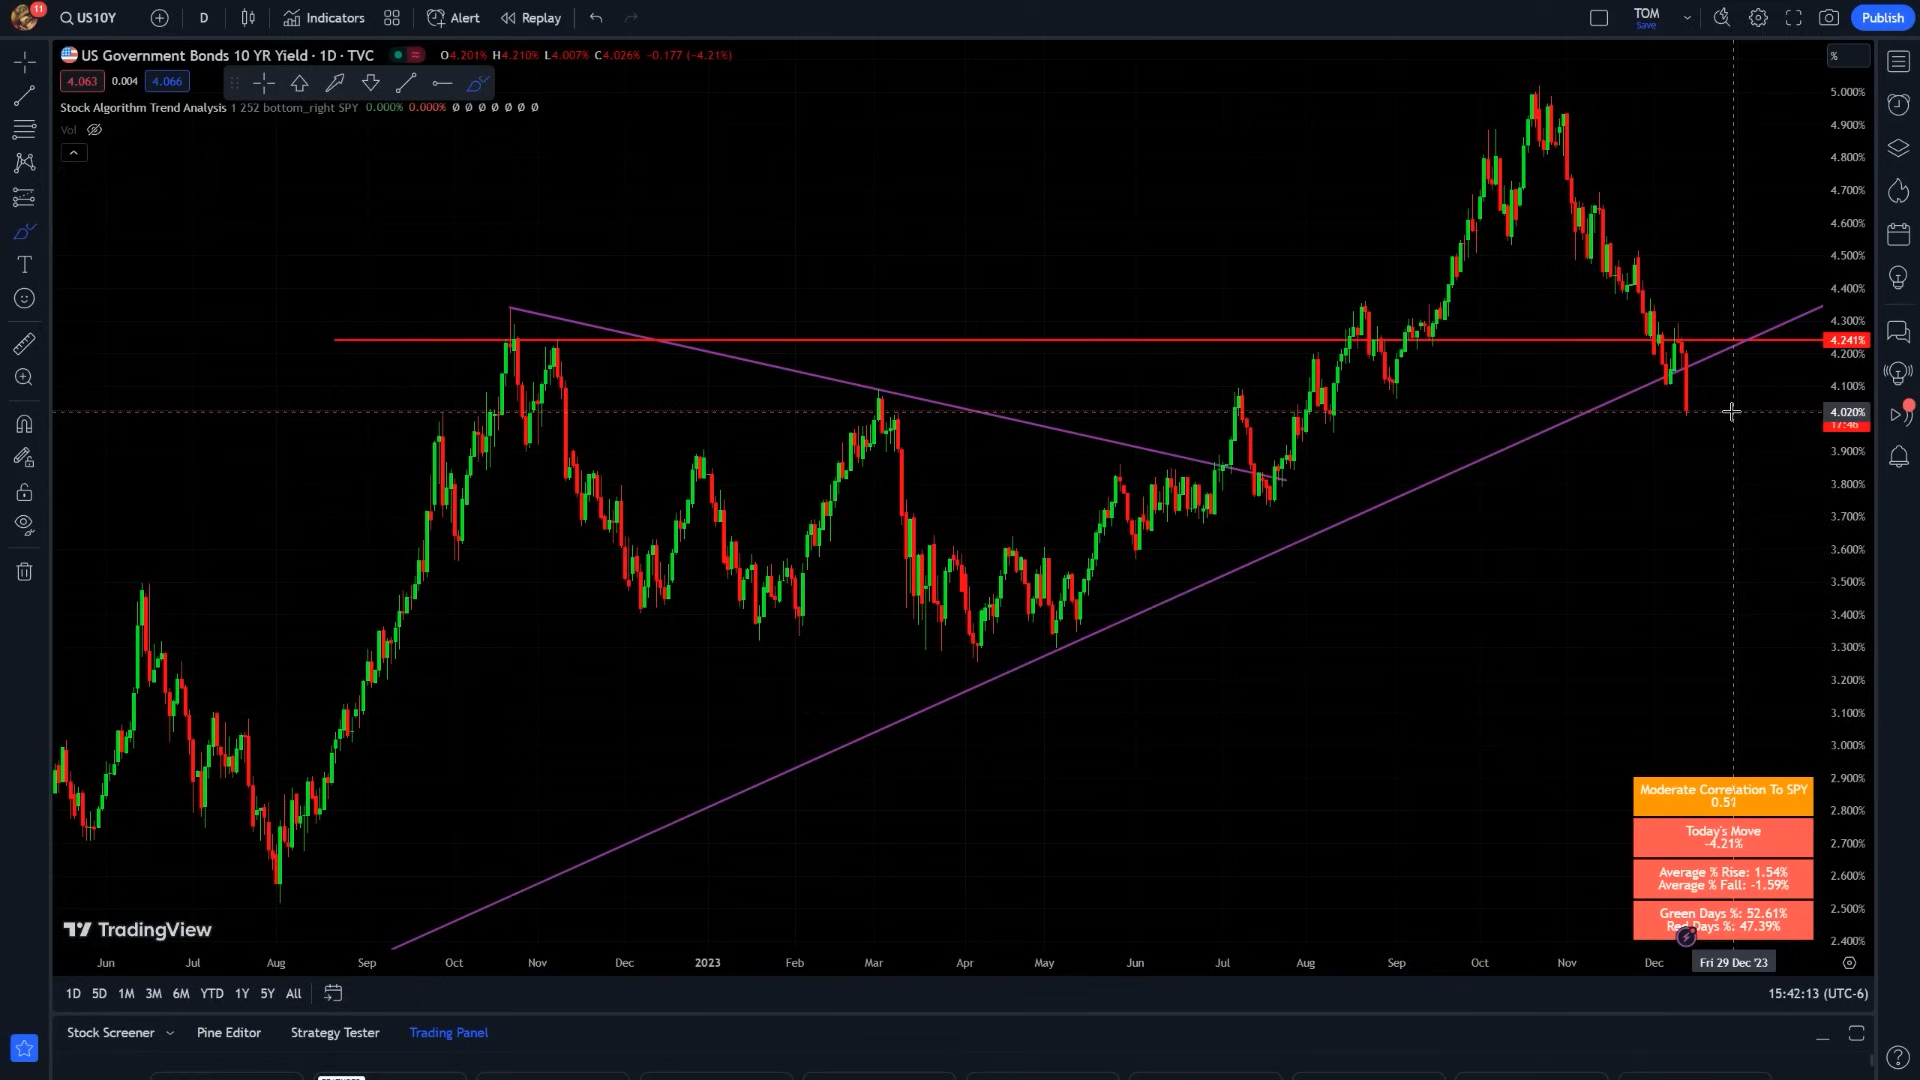 11
US10Y
D
Indicators
Alert
Replay
TOM
Save
Publish
US Government Bonds 10 YR Yield · 1D · TVC
O4.201% H4.210% L4.007% C4.026% -0.177 (-4.21%)
4.063 0.004 4.066
Stock Algorithm Trend Analysis 1 252 bottom_right SPY 0.000% 0.000% Ø Ø Ø Ø Ø Ø Ø
Vol
%
5.000%
4.900%
4.800%
4.700%
4.600%
4.500%
4.400%
4.300%
4.241%
4.200%
4.100%
4.020%
17:46
3.900%
3.800%
3.700%
3.600%
3.500%
3.400%
3.300%
3.200%
3.100%
3.000%
2.900%
2.800%
2.700%
2.600%
2.500%
2.400%
Moderate Correlation To SPY
0.51
Today's Move
-4.21%
Average % Rise: 1.54%
Average % Fall: -1.59%
Green Days %: 52.61%
Red Days %: 47.39%
TradingView
Jun Jul Aug Sep Oct Nov Dec 2023 Feb Mar Apr May Jun Jul Aug Sep Oct Nov Dec Fri 29 Dec '23
1D 5D 1M 3M 6M YTD 1Y 5Y All
15:42:13 (UTC-6)
Stock Screener Pine Editor Strategy Tester Trading Panel